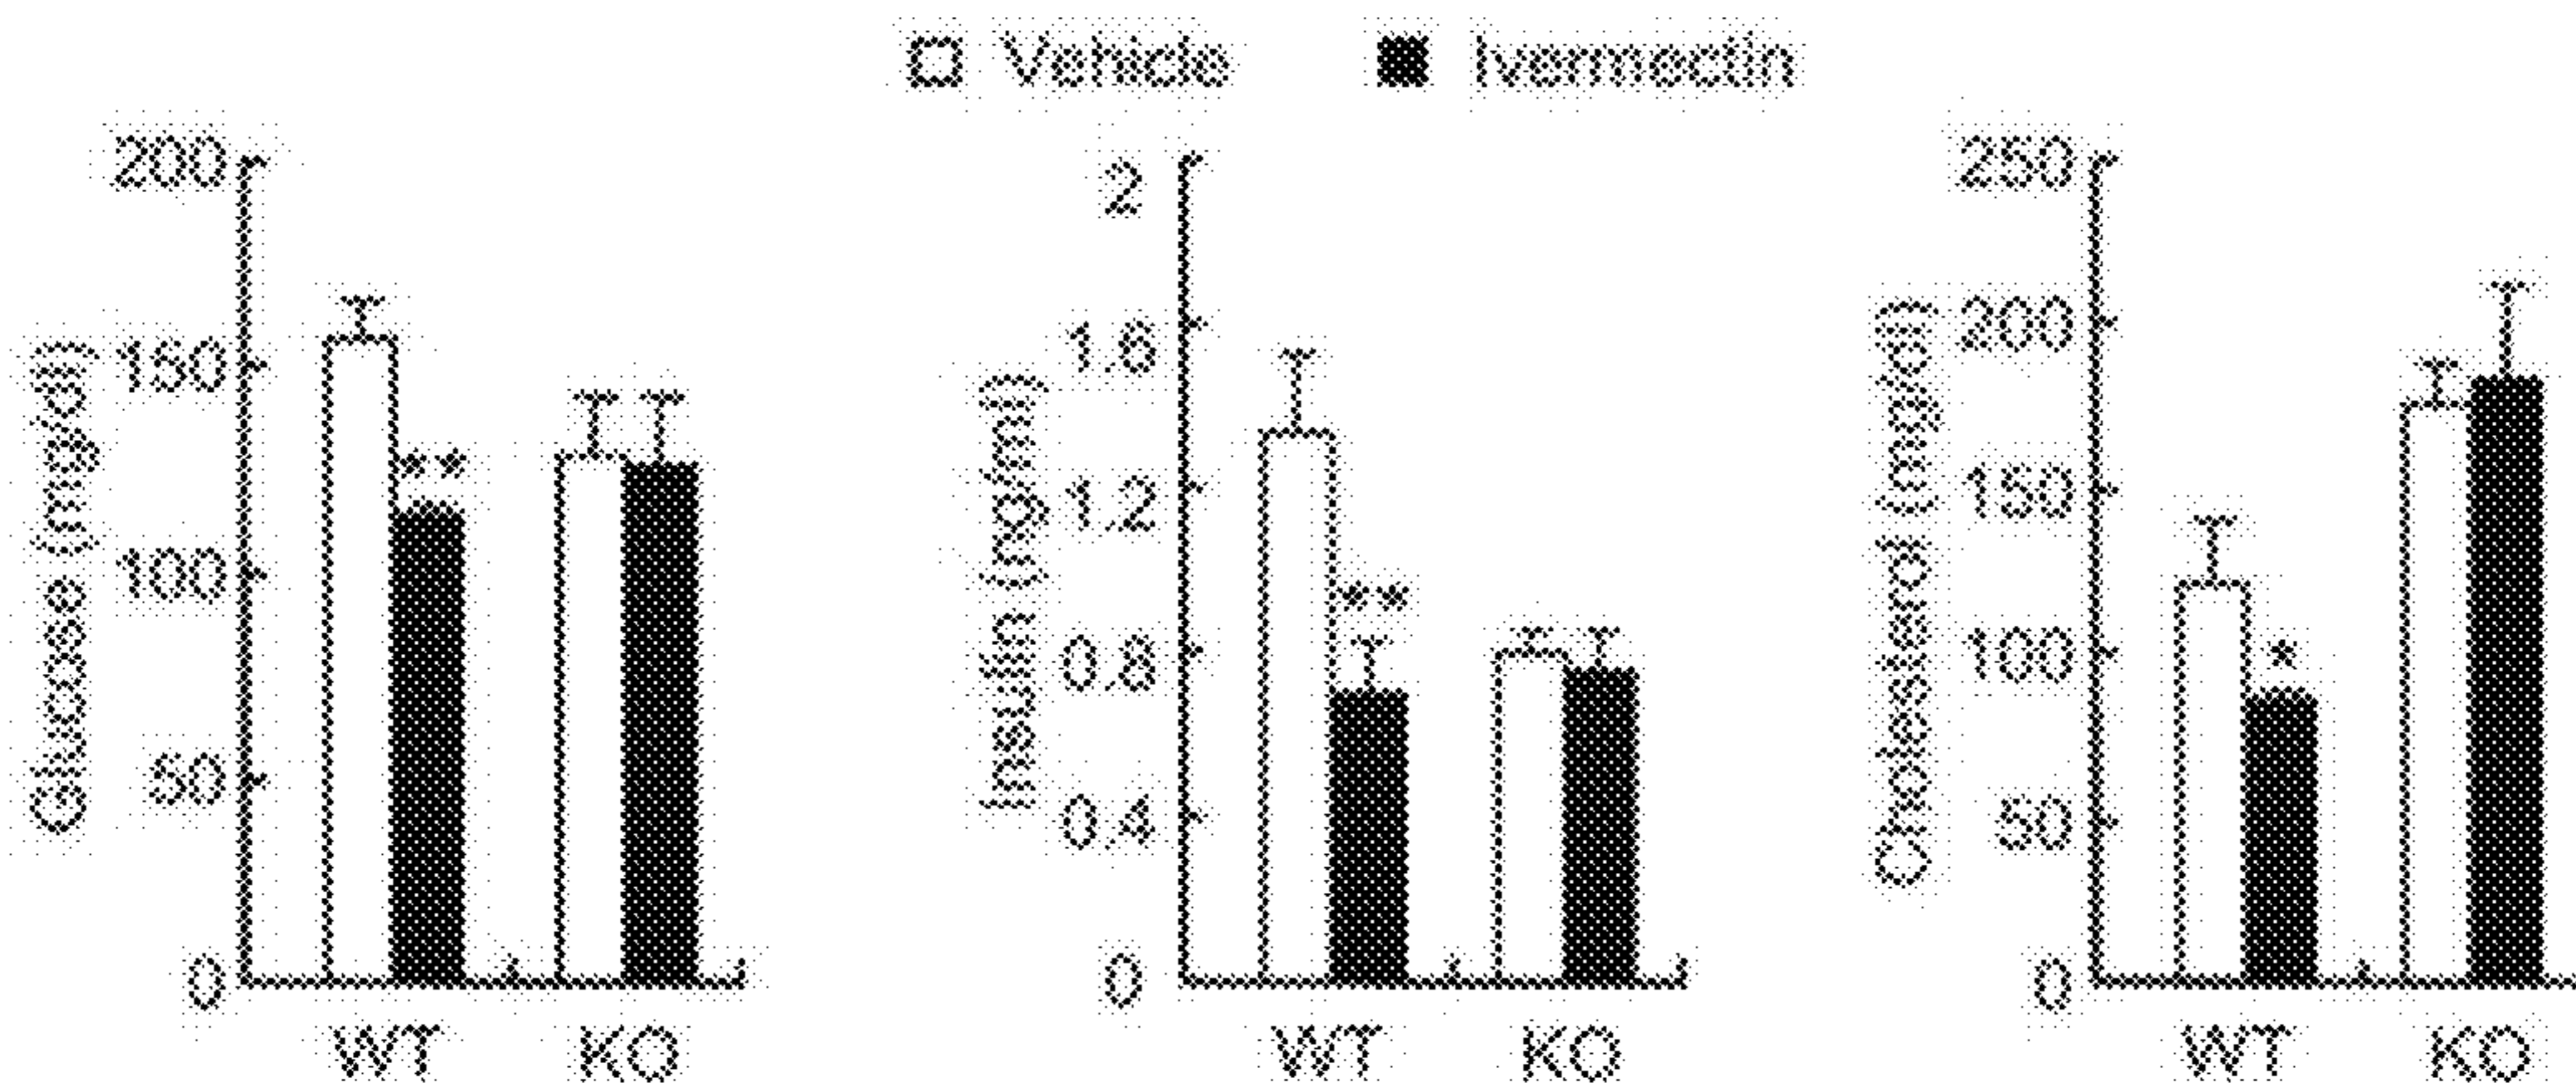 Vehicle Ivermectin
Glucose (mg/dl)
200
150
100
50
0
**
WT KO
Insulin (ng/ml)
2
1.6
1.2
0.8
0.4
0
**
WT KO
Cholesterol (mg/dl)
250
200
150
100
50
0
*
WT KO